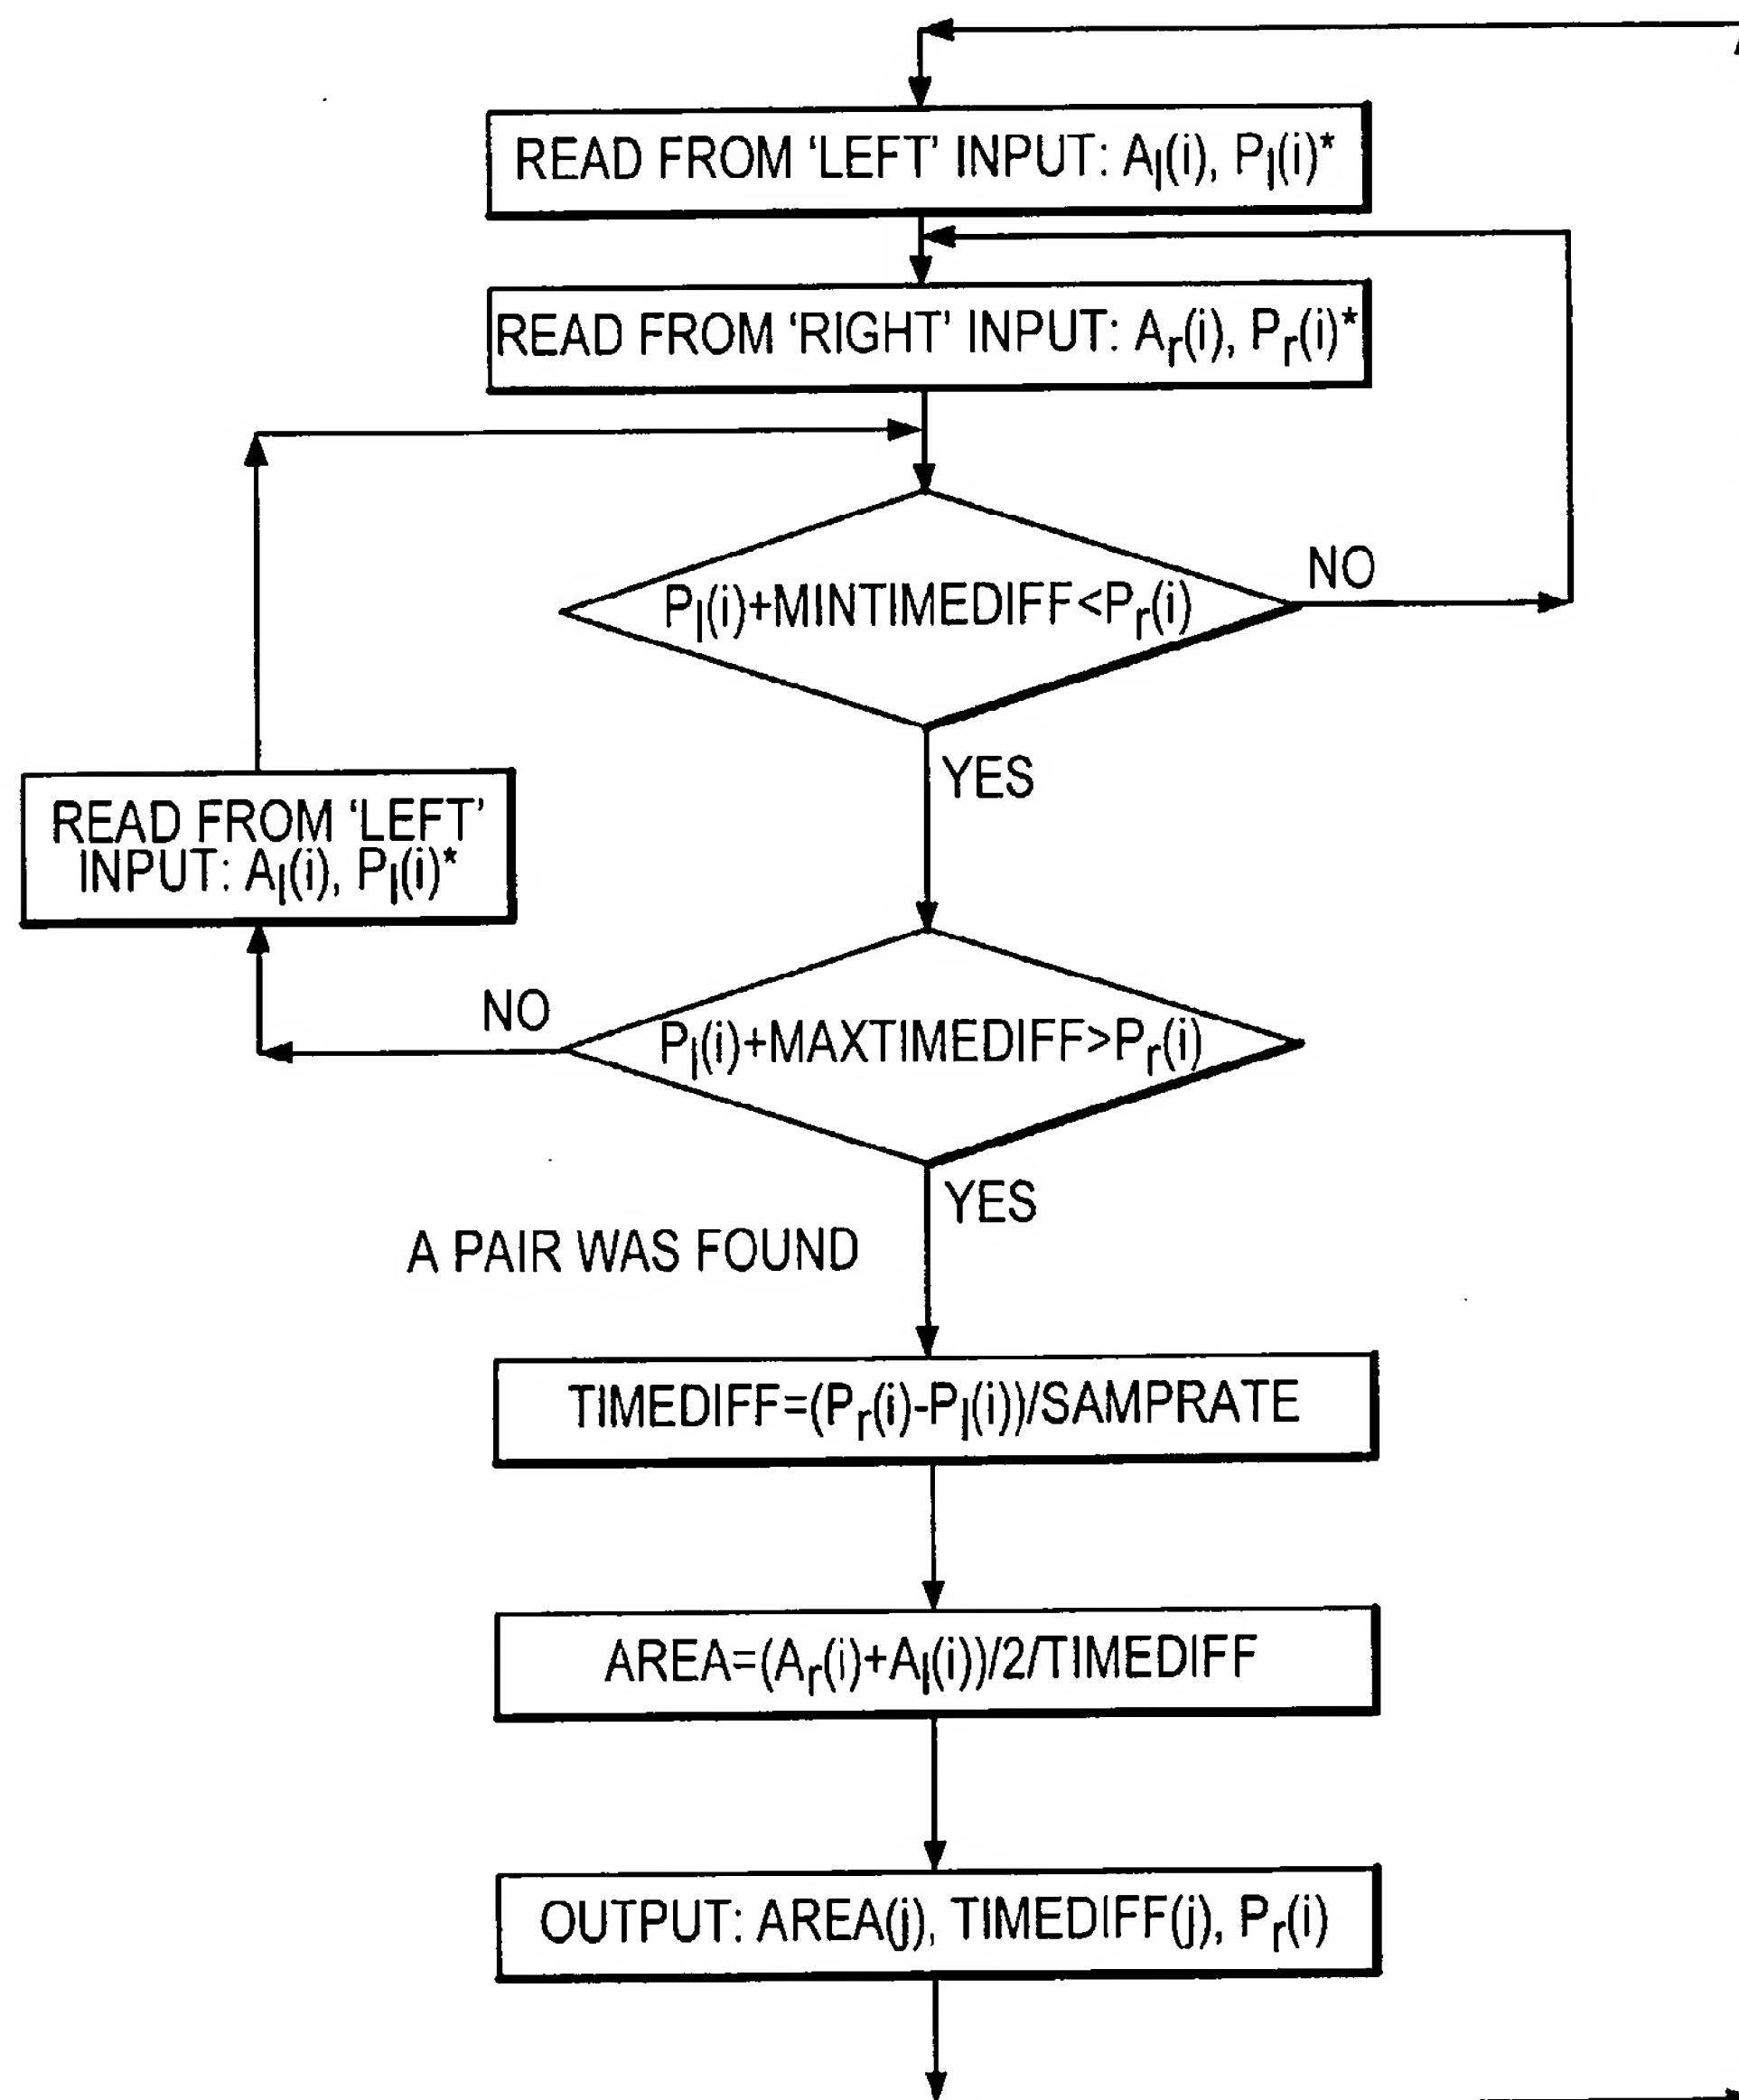 READ FROM ‘LEFT’ INPUT: Al(i), Pl(i)*
READ FROM ‘RIGHT’ INPUT: Ar(i), Pr(i)*
Pl(i)+MINTIMEDIFF<Pr(i)
NO
YES
READ FROM ‘LEFT’
INPUT: Al(i), Pl(i)*
NO
Pl(i)+MAXTIMEDIFF>Pr(i)
YES
A PAIR WAS FOUND
TIMEDIFF=(Pr(i)-Pl(i))/SAMPRATE
AREA=(Ar(i)+Al(i))/2/TIMEDIFF
OUTPUT: AREA(j), TIMEDIFF(j), Pr(i)